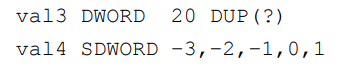 val3 DWORD  20 DUP(?)
val4 SDWORD –3,–2,–1,0,1